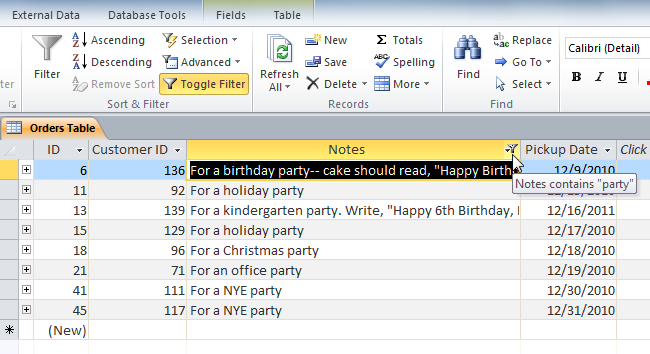 External Data Database Tools Fields Table
Filter Ascending Descending Remove Sort Selection Advanced Toggle Filter Sort & Filter
Refresh All New Save Delete Totals Spelling More Records
Find Replace Go To Select Find
Calibri (Detail)
B I U
Orders Table
ID Customer ID Notes Pickup Date Click
6 136 For a birthday party-- cake should read, "Happy Birth 12/9/2010
Notes contains "party"
11 92 For a holiday party
13 139 For a kindergarten party. Write, "Happy 6th Birthday, 12/16/2011
15 129 For a holiday party 12/17/2010
18 96 For a Christmas party 12/18/2010
21 71 For an office party 12/19/2010
41 111 For a NYE party 12/30/2010
45 117 For a NYE party 12/31/2010
(New)